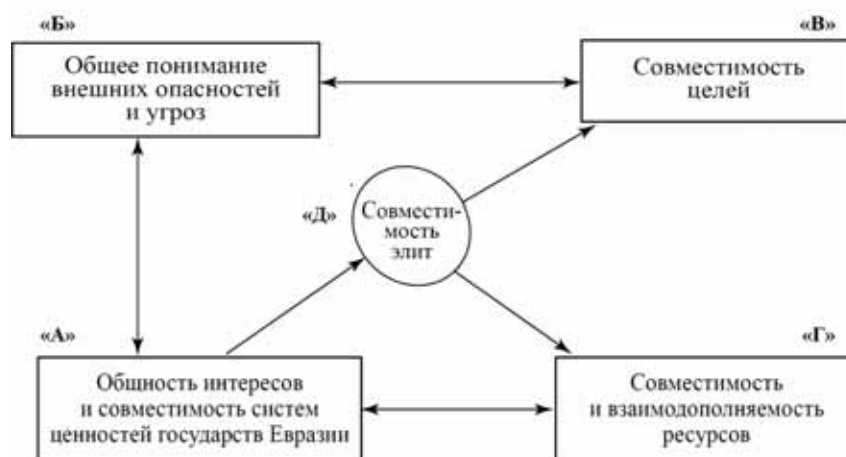 «Б»
Общее понимание
внешних опасностей
и угроз
«В»
Совместимость
целей
«Д»
Совмести-
мость
элит
«А»
Общность интересов
и совместимость систем
ценностей государств Евразии
«Г»
Совместимость
и взаимодополняемость
ресурсов